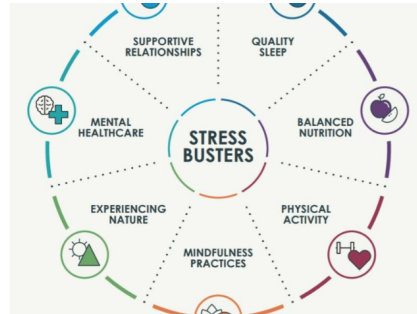 SUPPORTIVE
RELATIONSHIPS
QUALITY
SLEEP
MENTAL
HEALTHCARE
STRESS
BUSTERS
BALANCED
NUTRITION
EXPERIENCING
NATURE
PHYSICAL
ACTIVITY
MINDFULNESS
PRACTICES